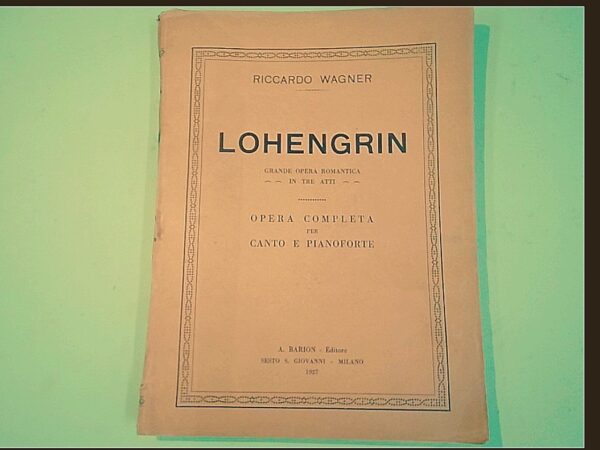 RICCARDO WAGNER
LOHENGRIN
GRANDE OPERA ROMANTICA
IN TRE ATTI
OPERA COMPLETA
PER
CANTO E PIANOFORTE
A. BARION - Editore
SESTO S. GIOVANNI - MILANO
1927